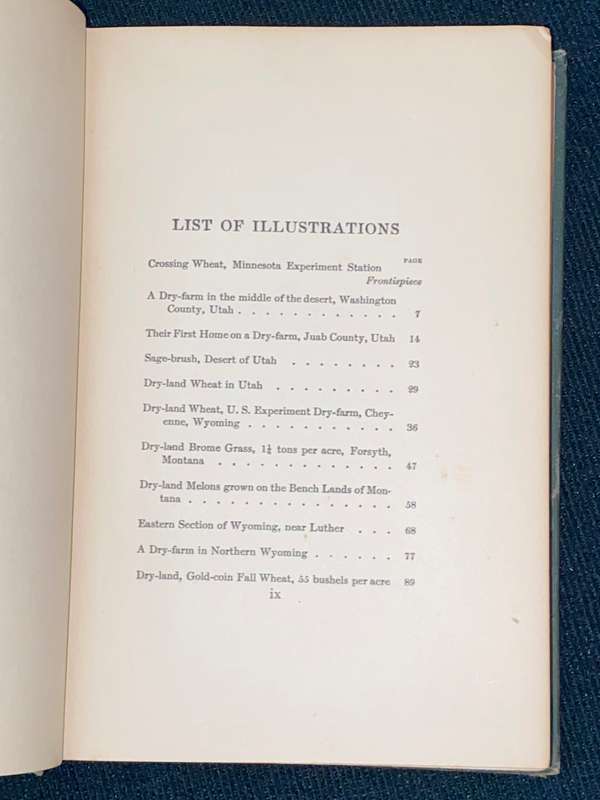 LIST OF ILLUSTRATIONS
PAGE
Crossing Wheat, Minnesota Experiment Station
Frontispiece
A Dry-farm in the middle of the desert, Washington
County, Utah . . . . . . . . . . . . 7
Their First Home on a Dry-farm, Juab County, Utah 14
Sage-brush, Desert of Utah . . . . . . . . 23
Dry-land Wheat in Utah . . . . . . . . . 29
Dry-land Wheat, U. S. Experiment Dry-farm, Chey-
enne, Wyoming . . . . . . . . . . . 36
Dry-land Brome Grass, 1½ tons per acre, Forsyth,
Montana . . . . . . . . . . . . . 47
Dry-land Melons grown on the Bench Lands of Mon-
tana . . . . . . . . . . . . . . . 58
Eastern Section of Wyoming, near Luther . . . 68
A Dry-farm in Northern Wyoming . . . . . . 77
Dry-land, Gold-coin Fall Wheat, 55 bushels per acre 89
ix